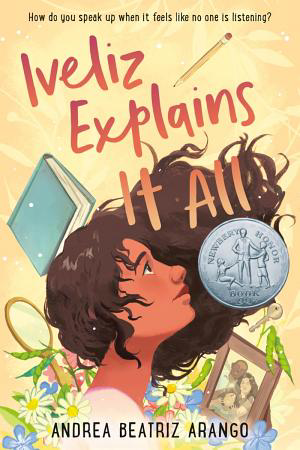 How do you speak up when it feels like no one is listening?
Iveliz
Explains
It All
NEWBERY HONOR
BOOK
ANDREA BEATRIZ ARANGO